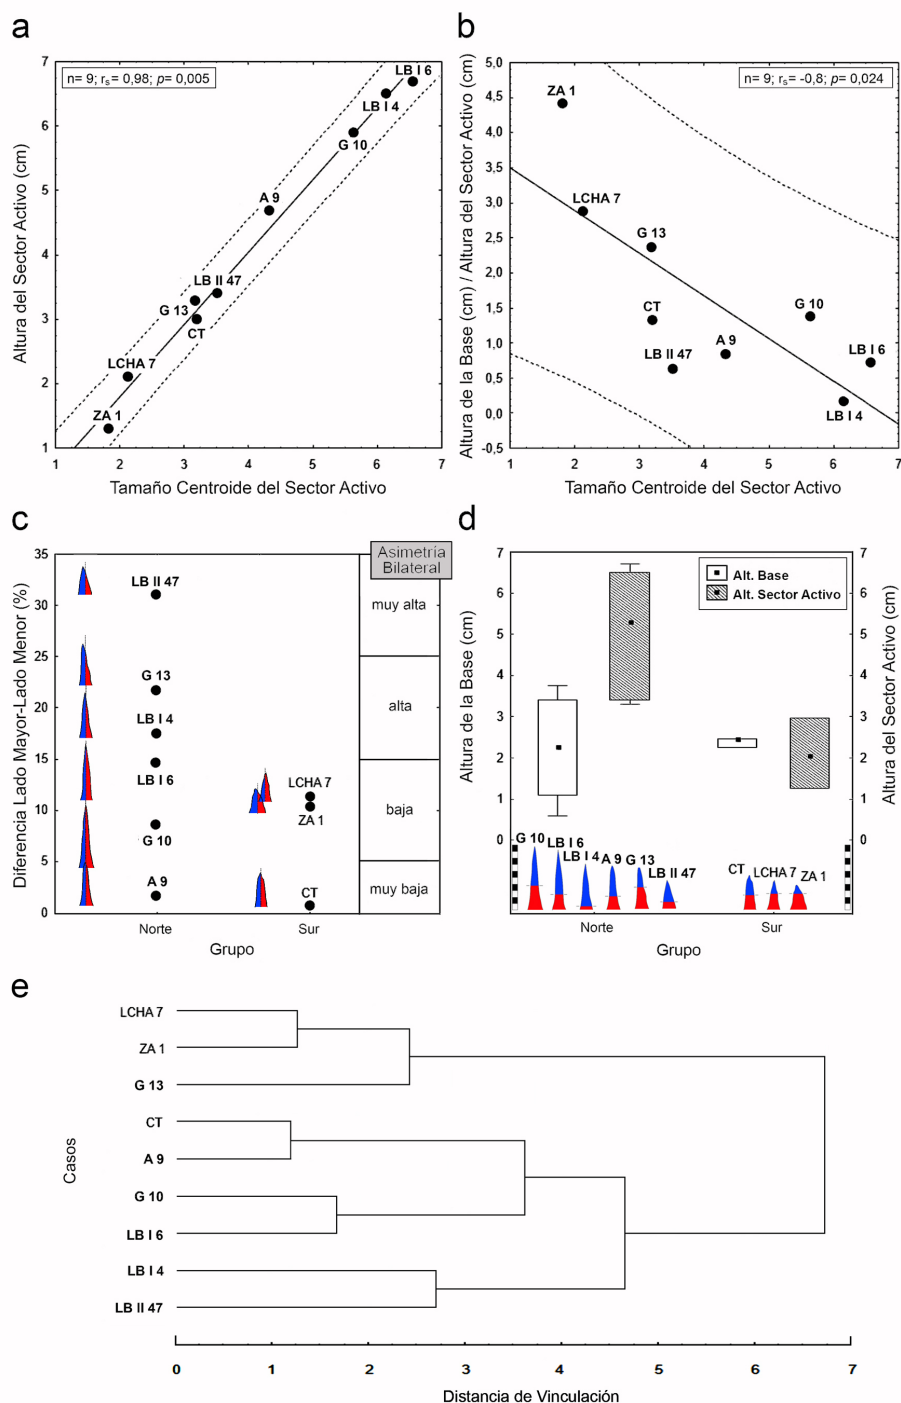 a
n= 9; rs= 0,98; p= 0,005
Altura del Sector Activo (cm)
7
6
5
4
3
2
1
LB I 6
LB I 4
G 10
A 9
LB II 47
G 13
CT
LCHA 7
ZA 1
1 2 3 4 5 6 7
Tamaño Centroide del Sector Activo
b
n= 9; rs= -0,8; p= 0,024
Altura de la Base (cm) / Altura del Sector Activo (cm)
5,0
4,5
4,0
3,5
3,0
2,5
2,0
1,5
1,0
0,5
0,0
-0,5
ZA 1
LCHA 7
G 13
CT
G 10
LB II 47
A 9
LB I 6
LB I 4
1 2 3 4 5 6 7
Tamaño Centroide del Sector Activo
c
Diferencia Lado Mayor-Lado Menor (%)
35
30
25
20
15
10
5
0
Asimetría
Bilateral
muy alta
alta
baja
muy baja
LB II 47
G 13
LB I 4
LB I 6
G 10
A 9
LCHA 7
ZA 1
CT
Norte Sur
Grupo
d
Altura de la Base (cm)
7
6
5
4
3
2
1
0
Alt. Base
Alt. Sector Activo
7
6
5
4
3
2
1
0
Altura del Sector Activo (cm)
G 10
LB I 6
LB I 4
A 9
G 13
LB II 47
CT
LCHA 7
ZA 1
Norte Sur
Grupo
e
Casos
LCHA 7
ZA 1
G 13
CT
A 9
G 10
LB I 6
LB I 4
LB II 47
0 1 2 3 4 5 6 7
Distancia de Vinculación